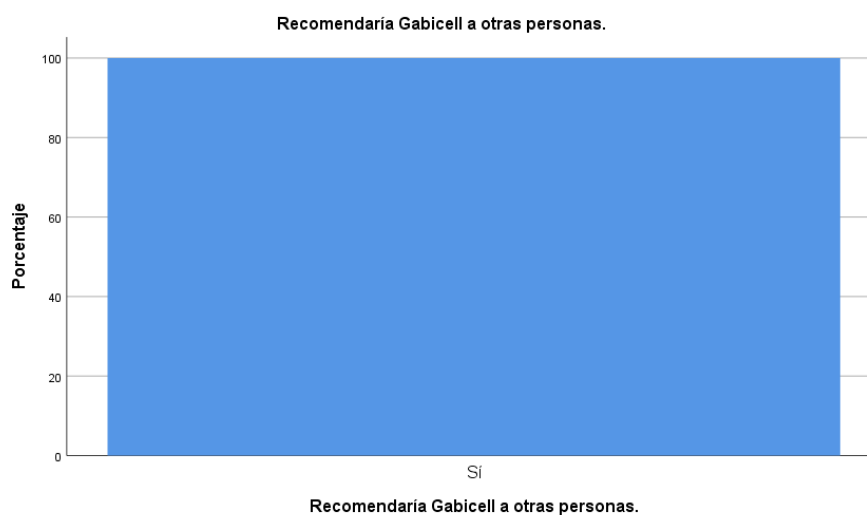 Recomendaría Gabicell a otras personas.
Porcentaje
100
80
60
40
20
0
Sí
Recomendaría Gabicell a otras personas.